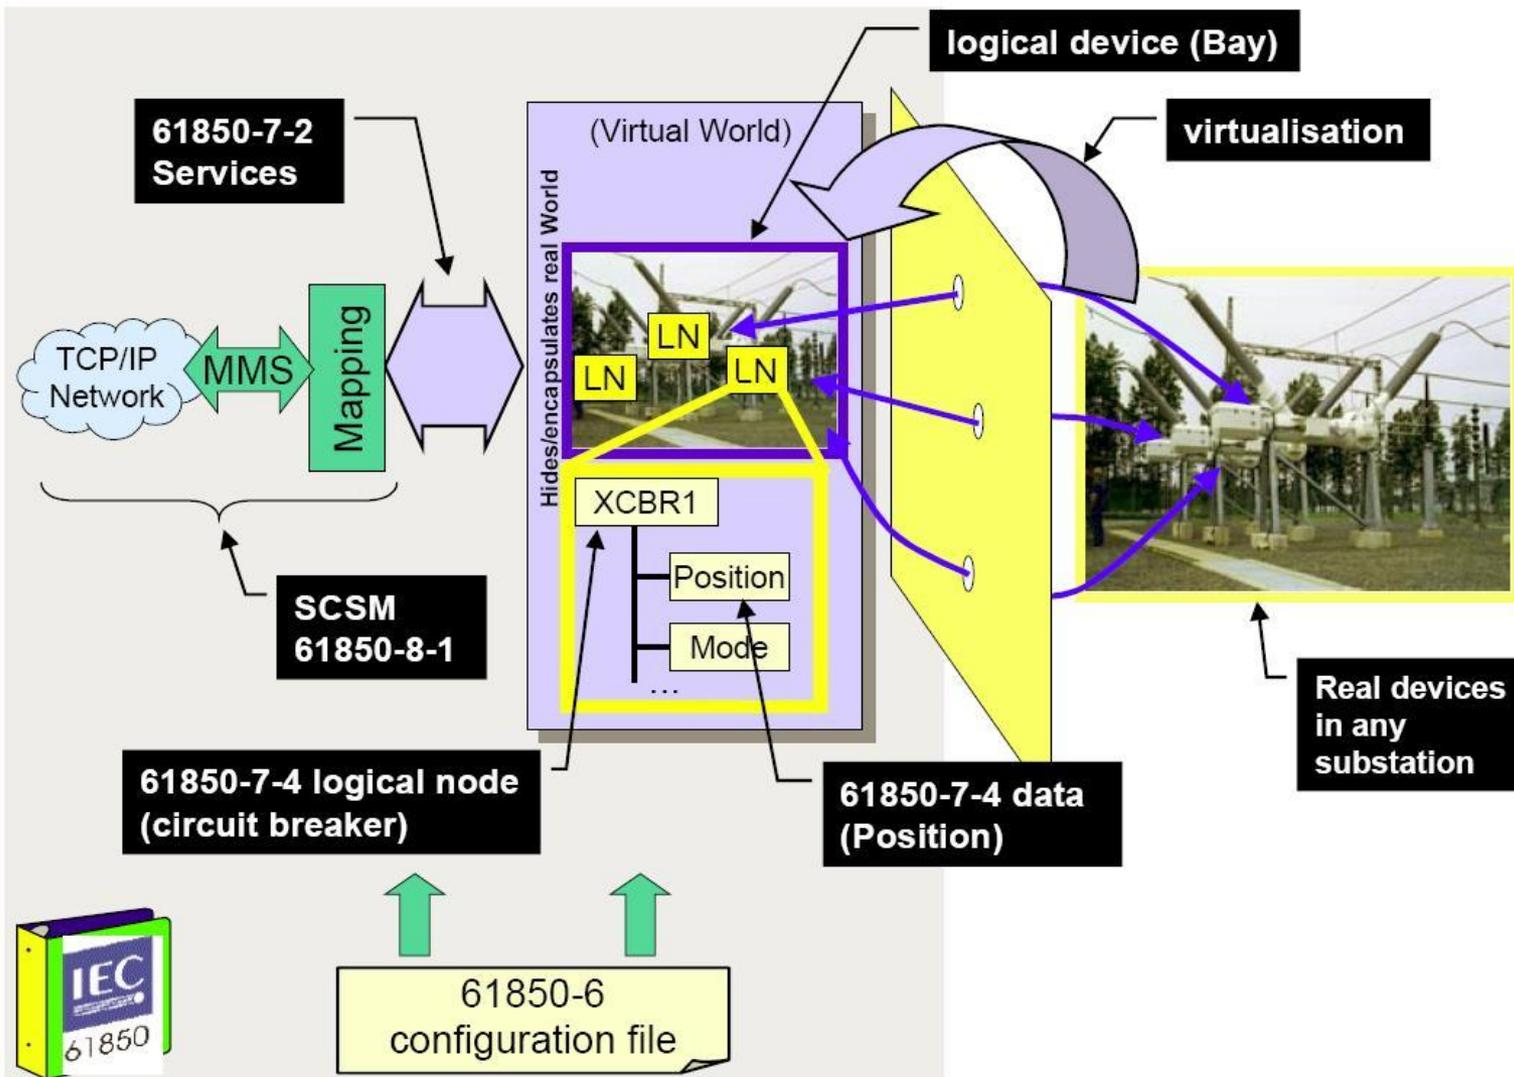 logical device (Bay)
61850-7-2
Services
(Virtual World)
virtualisation
Hides/encapsulates real World
TCP/IP
Network
MMS
Mapping
LN
LN
LN
XCBR1
Position
Mode
...
SCSM
61850-8-1
Real devices
in any
substation
61850-7-4 logical node
(circuit breaker)
61850-7-4 data
(Position)
IEC
61850
61850-6
configuration file